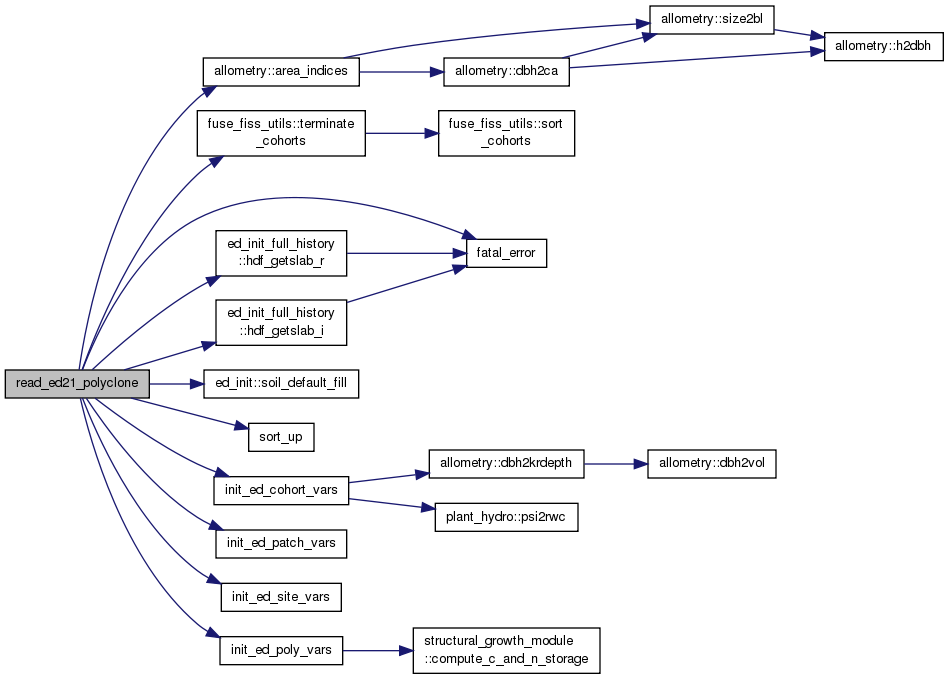 allometry::size2bl
allometry::h2dbh
allometry::area_indices
allometry::dbh2ca
fuse_fiss_utils::terminate
_cohorts
fuse_fiss_utils::sort
_cohorts
ed_init_full_history
::hdf_getslab_r
fatal_error
ed_init_full_history
::hdf_getslab_i
read_ed21_polyclone
ed_init::soil_default_fill
sort_up
init_ed_cohort_vars
allometry::dbh2krdepth
allometry::dbh2vol
plant_hydro::psi2rwc
init_ed_patch_vars
init_ed_site_vars
init_ed_poly_vars
structural_growth_module
::compute_c_and_n_storage